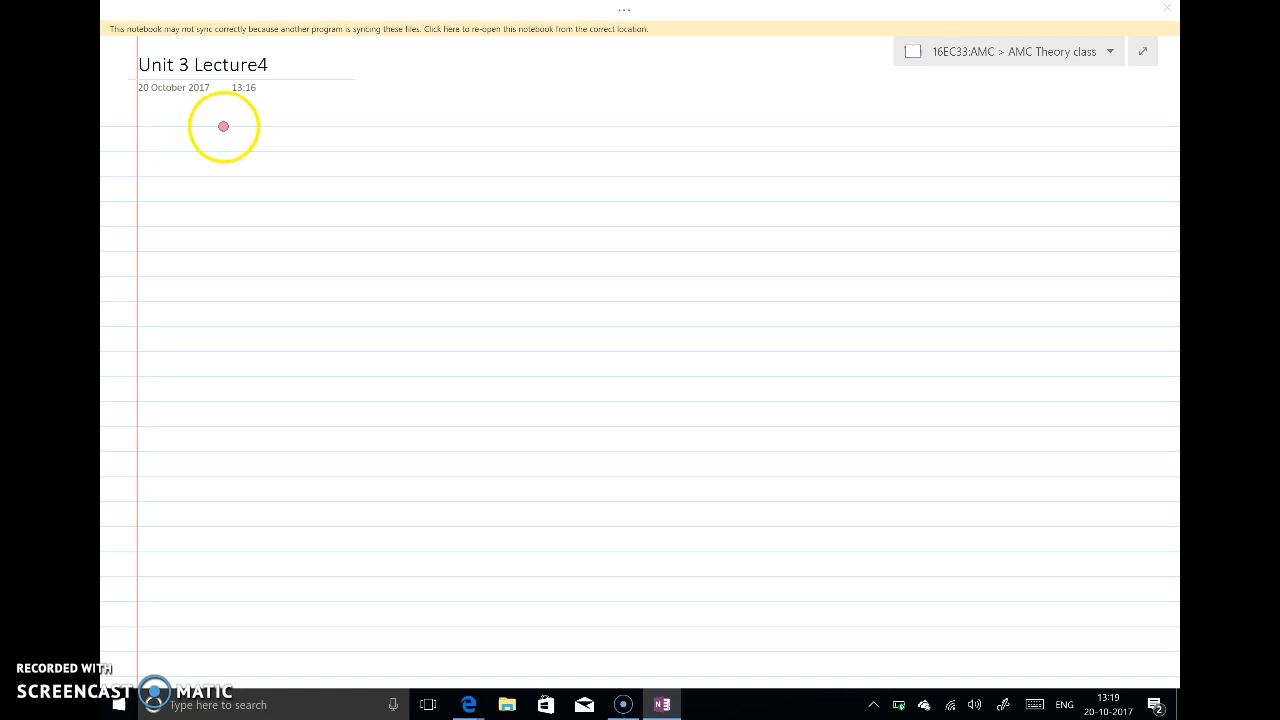 ...
This notebook may not sync correctly because another program is syncing these files. Click here to re-open this notebook from the correct location.
16EC33:AMC > AMC Theory class
Unit 3 Lecture4
20 October 2017 13:16
RECORDED WITH
SCREENCAST MATIC
Type here to search
ENG
13:19
20-10-2017
2